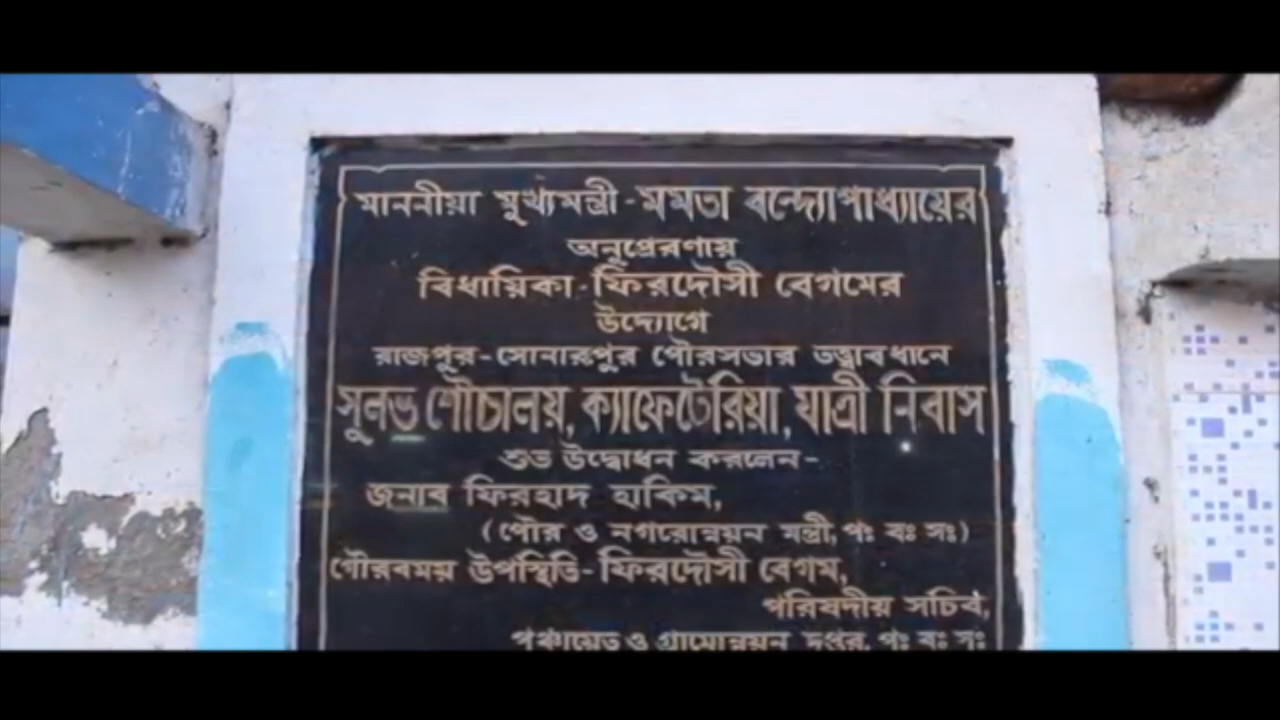 মাননীয়া মুখ্যমন্ত্রী - মমতা বন্দ্যোপাধ্যায়ের
অনুপ্রেরণায়
বিধায়িকা - ফিরদৌসী বেগমের
উদ্যোগে
রাজপুর-সোনারপুর পৌরসভার তত্ত্বাবধানে
সুলভ শৌচালয়, ক্যাফেটেরিয়া, যাত্রী নিবাস
শুভ উদ্বোধন করলেন-
জনাব ফিরহাদ হাকিম,
(পৌর ও নগরোন্নয়ন মন্ত্রী, পঃ বঃ সঃ)
গৌরবময় উপস্থিতি - ফিরদৌসী বেগম,
পরিষদীয় সচিব,
পঞ্চায়েত ও গ্রামোন্নয়ন দপ্তর, পঃ বঃ সঃ